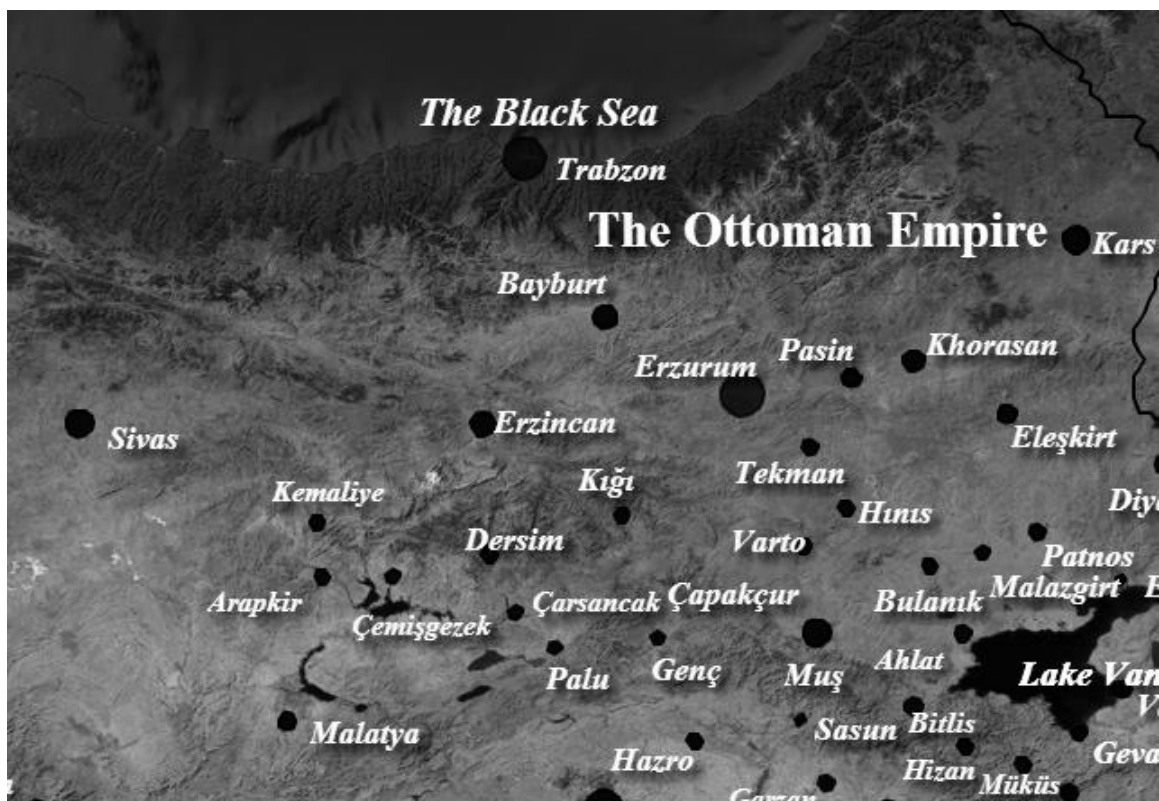 The Black Sea
Trabzon
The Ottoman Empire
Kars
Bayburt
Khorasan
Pasin
Erzurum
Erzincan
Sivas
Eleşkirt
Tekman
Kığı
Kemaliye
Hınıs
Dersim
Varto
Patnos
Malazgirt
Arapkir
Çemişgezek
Çarsancak
Çapakçur
Bulanık
Ahlat
Palu
Genç
Muş
Lake Van
Malatya
Sasun
Bitlis
Hazro
Hizan
Müküs